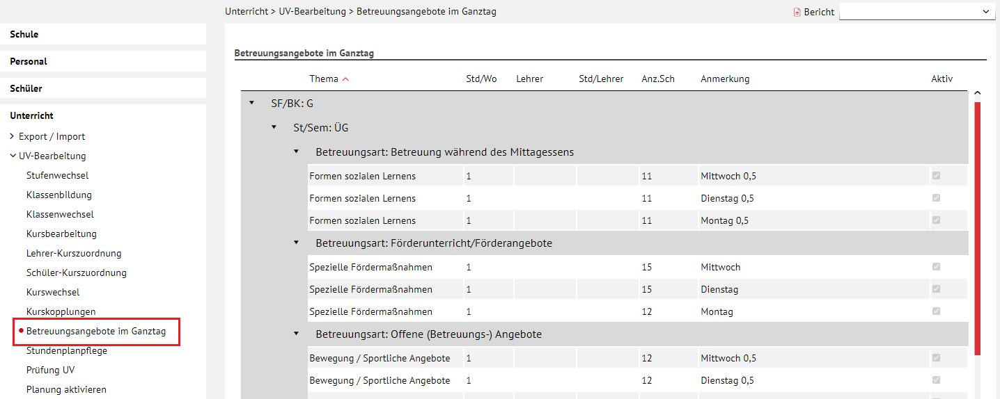 Unterricht > UV-Bearbeitung > Betreuungsangebote im Ganztag
Bericht
Schule
Personal
Schüler
Unterricht
Export / Import
UV-Bearbeitung
Stufenwechsel
Klassenbildung
Klassenwechsel
Kursbearbeitung
Lehrer-Kurszuordnung
Schüler-Kurszuordnung
Kurswechsel
Kurskopplungen
Betreuungsangebote im Ganztag
Stundenplanpflege
Prüfung UV
Planung aktivieren
Betreuungsangebote im Ganztag
Thema Std/Wo Lehrer Std/Lehrer Anz.Sch Anmerkung Aktiv
SF/BK: G
St/Sem: ÜG
Betreuungsart: Betreuung während des Mittagessens
Formen sozialen Lernens 1 11 Mittwoch 0,5
Formen sozialen Lernens 1 11 Dienstag 0,5
Formen sozialen Lernens 1 11 Montag 0,5
Betreuungsart: Förderunterricht/Förderangebote
Spezielle Fördermaßnahmen 1 15 Mittwoch
Spezielle Fördermaßnahmen 1 15 Dienstag
Spezielle Fördermaßnahmen 1 12 Montag
Betreuungsart: Offene (Betreuungs-) Angebote
Bewegung / Sportliche Angebote 1 12 Mittwoch 0,5
Bewegung / Sportliche Angebote 1 12 Dienstag 0,5